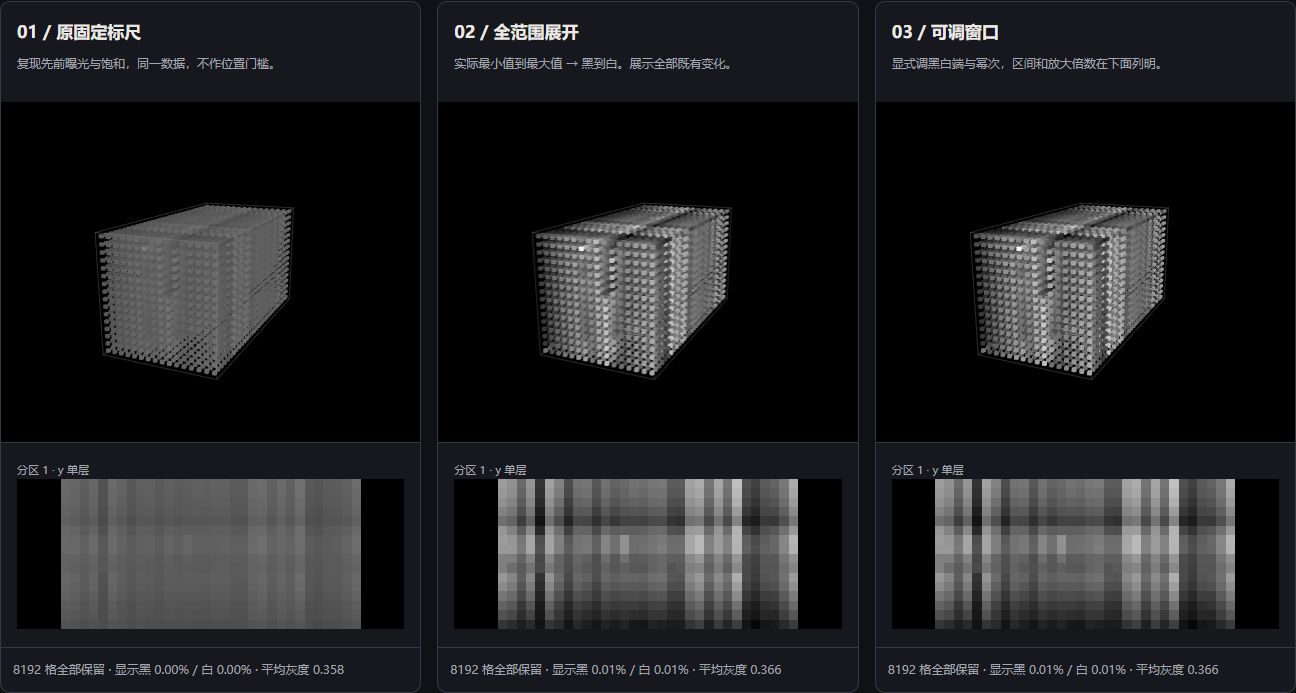 01 / 原固定标尺
复现先前曝光与饱和，同一数据，不作位置门槛。
分区 1 · y 单层
8192 格全部保留 · 显示黑 0.00% / 白 0.00% · 平均灰度 0.358
02 / 全范围展开
实际最小值到最大值 → 黑到白。展示全部既有变化。
分区 1 · y 单层
8192 格全部保留 · 显示黑 0.01% / 白 0.01% · 平均灰度 0.366
03 / 可调窗口
显式调黑白端与幂次，区间和放大倍数在下面列明。
分区 1 · y 单层
8192 格全部保留 · 显示黑 0.01% / 白 0.01% · 平均灰度 0.366